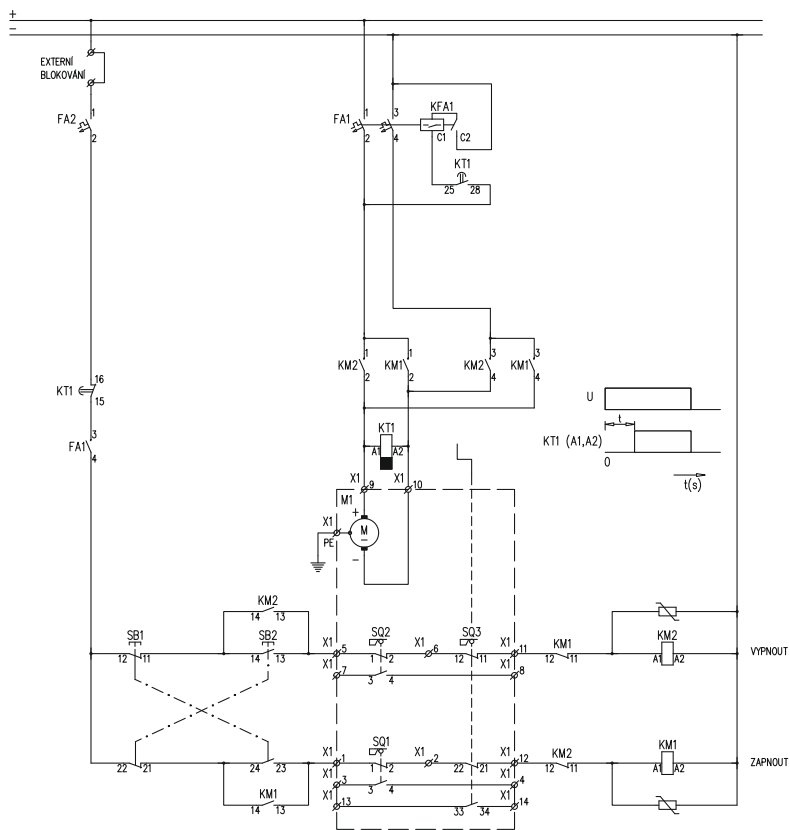 +
−
EXTERNÍ
BLOKOVÁNÍ
FA2
1
2
FA1
1
2
3
4
KFA1
C1
C2
KT1
25
28
KM2
1
2
KM1
1
2
KM2
3
4
KM1
3
4
KT1
16
15
FA1
3
4
KT1
A1
A2
U
t
KT1 (A1,A2)
0
t(s)
X1
9
X1
10
M1
+
M
−
−
X1
PE
KM2
14
13
SB1
12
11
SB2
14
13
X1
5
SQ2
1
2
X1
6
SQ3
12
11
X1
11
KM1
12
11
KM2
A1
A2
VYPNOUT
X1
7
3
4
X1
8
22
21
24
23
X1
1
SQ1
1
2
X1
2
22
21
X1
12
KM2
12
11
KM1
A1
A2
ZAPNOUT
KM1
14
13
X1
3
3
4
X1
4
X1
13
33
34
X1
14